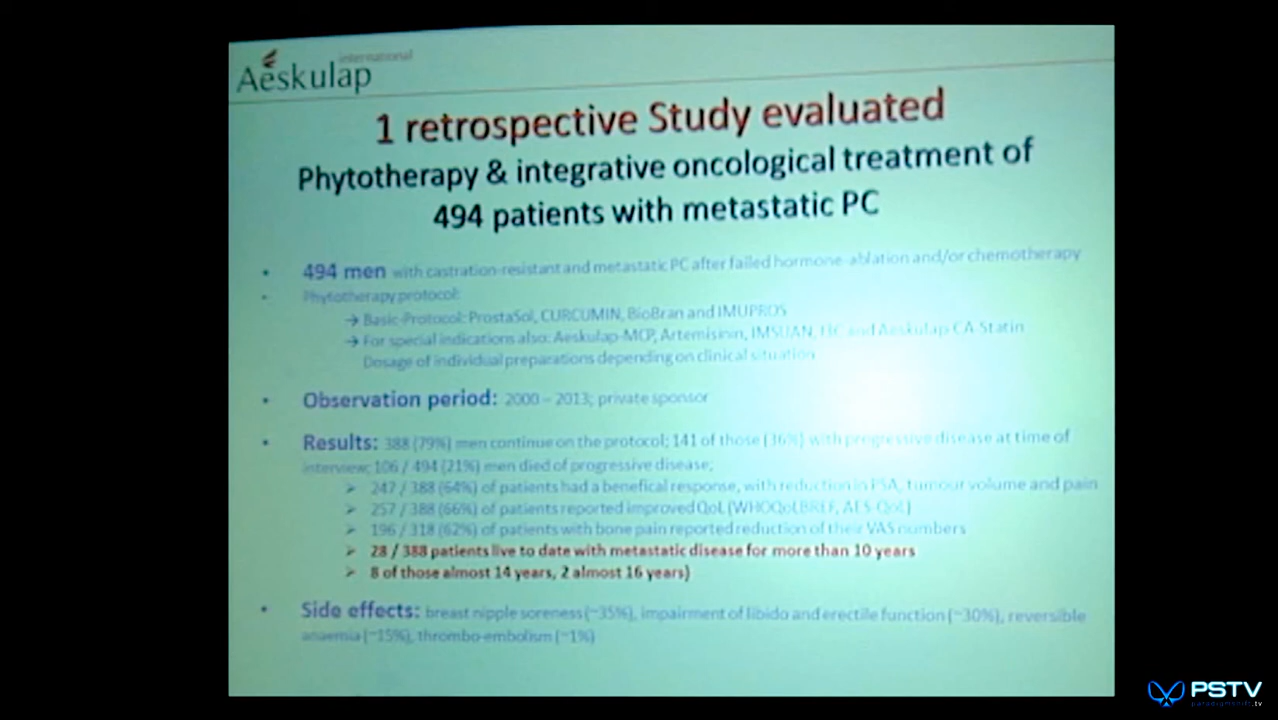 international
Aeskulap
1 retrospective Study evaluated
Phytotherapy & integrative oncological treatment of
494 patients with metastatic PC
• 494 men with castration-resistant and metastatic PC after failed hormone-ablation and/or chemotherapy
• Phytotherapy protocol:
→ Basic-Protocol: ProstaSol, CURCUMIN, BioBran and IMUPROS
→ For special indications also: Aeskulap-MCP, Artemisinin, IMSUAN, and Aeskulap CA-Statin
Dosage of individual preparations depending on clinical situation
• Observation period: 2000 – 2013; private sponsor
• Results: 388 (79%) men continue on the protocol; 141 of those (36%) with progressive disease at time of
interview; 106 / 494 (21%) men died of progressive disease;
➢ 247 / 388 (64%) of patients had a benefical response, with reduction in PSA, tumour volume and pain
➢ 257 / 388 (66%) of patients reported improved QoL (WHOQoLBREF, AES-QoL)
➢ 196 / 318 (62%) of patients with bone pain reported reduction of their VAS numbers
➢ 28 / 388 patients live to date with metastatic disease for more than 10 years
➢ 8 of those almost 14 years, 2 almost 16 years)
• Side effects: breast nipple soreness (~35%), impairment of libido and erectile function (~30%), reversible
anaemia (~15%), thrombo-embolism (~1%)
PSTV
paradigmshift.tv